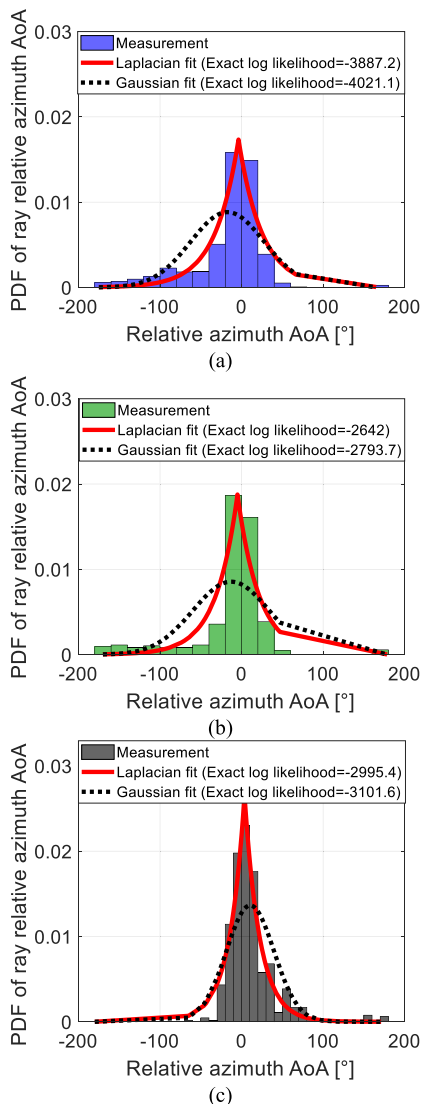 0.03
Measurement
Laplacian fit (Exact log likelihood=-3887.2)
Gaussian fit (Exact log likelihood=-4021.1)
0.02
0.01
0
-200 -100 0 100 200
PDF of ray relative azimuth AoA
Relative azimuth AoA [°]
(a)
0.03
Measurement
Laplacian fit (Exact log likelihood=-2642)
Gaussian fit (Exact log likelihood=-2793.7)
0.02
0.01
0
-200 -100 0 100 200
PDF of ray relative azimuth AoA
Relative azimuth AoA [°]
(b)
Measurement
0.03
Laplacian fit (Exact log likelihood=-2995.4)
Gaussian fit (Exact log likelihood=-3101.6)
0.02
0.01
0
-200 -100 0 100 200
PDF of ray relative azimuth AoA
Relative azimuth AoA [°]
(c)